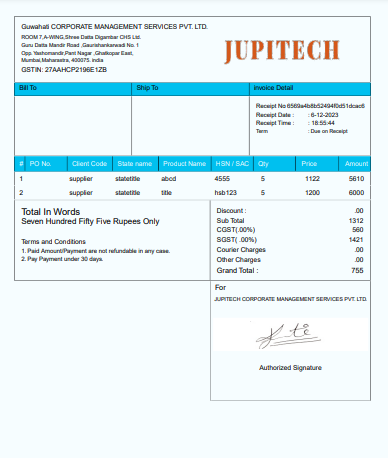 Guwahati CORPORATE MANAGEMENT SERVICES PVT. LTD.
ROOM 7,A-WING,Shree Datta Digambar CHS Ltd.
Guru Datta Mandir Road ,Gaurishankarwadi No. 1
Opp. Yashomandir,Pant Nagar ,Ghatkopar East,
Mumbai,Maharastra, 400075. india
GSTIN: 27AAHCP2196E1ZB
JUPITECH
Bill To Ship To Invoice Detail
Receipt No 6569a4b8b52494f0d51dcac6
Receipt Date : 6-12-2023
Receipt Time : 18:55:44
Term : Due on Receipt
# PO No. Client Code State name Product Name HSN / SAC Qty Price Amount
1 supplier statetitle abcd 4555 5 1122 5610
2 supplier statetitle title hsb123 5 1200 6000
Total In Words
Seven Hundred Fifty Five Rupees Only
Terms and Conditions
1. Paid Amount/Payment are not refundable in any case.
2. Pay Payment under 30 days.
Discount : .00
Sub Total 1312
CGST(.00%) 560
SGST( .00%) 1421
Courier Charges .00
Other Charges .00
Grand Total : 755
For
JUPITECH CORPORATE MANAGEMENT SERVICES PVT. LTD.
Authorized Signature